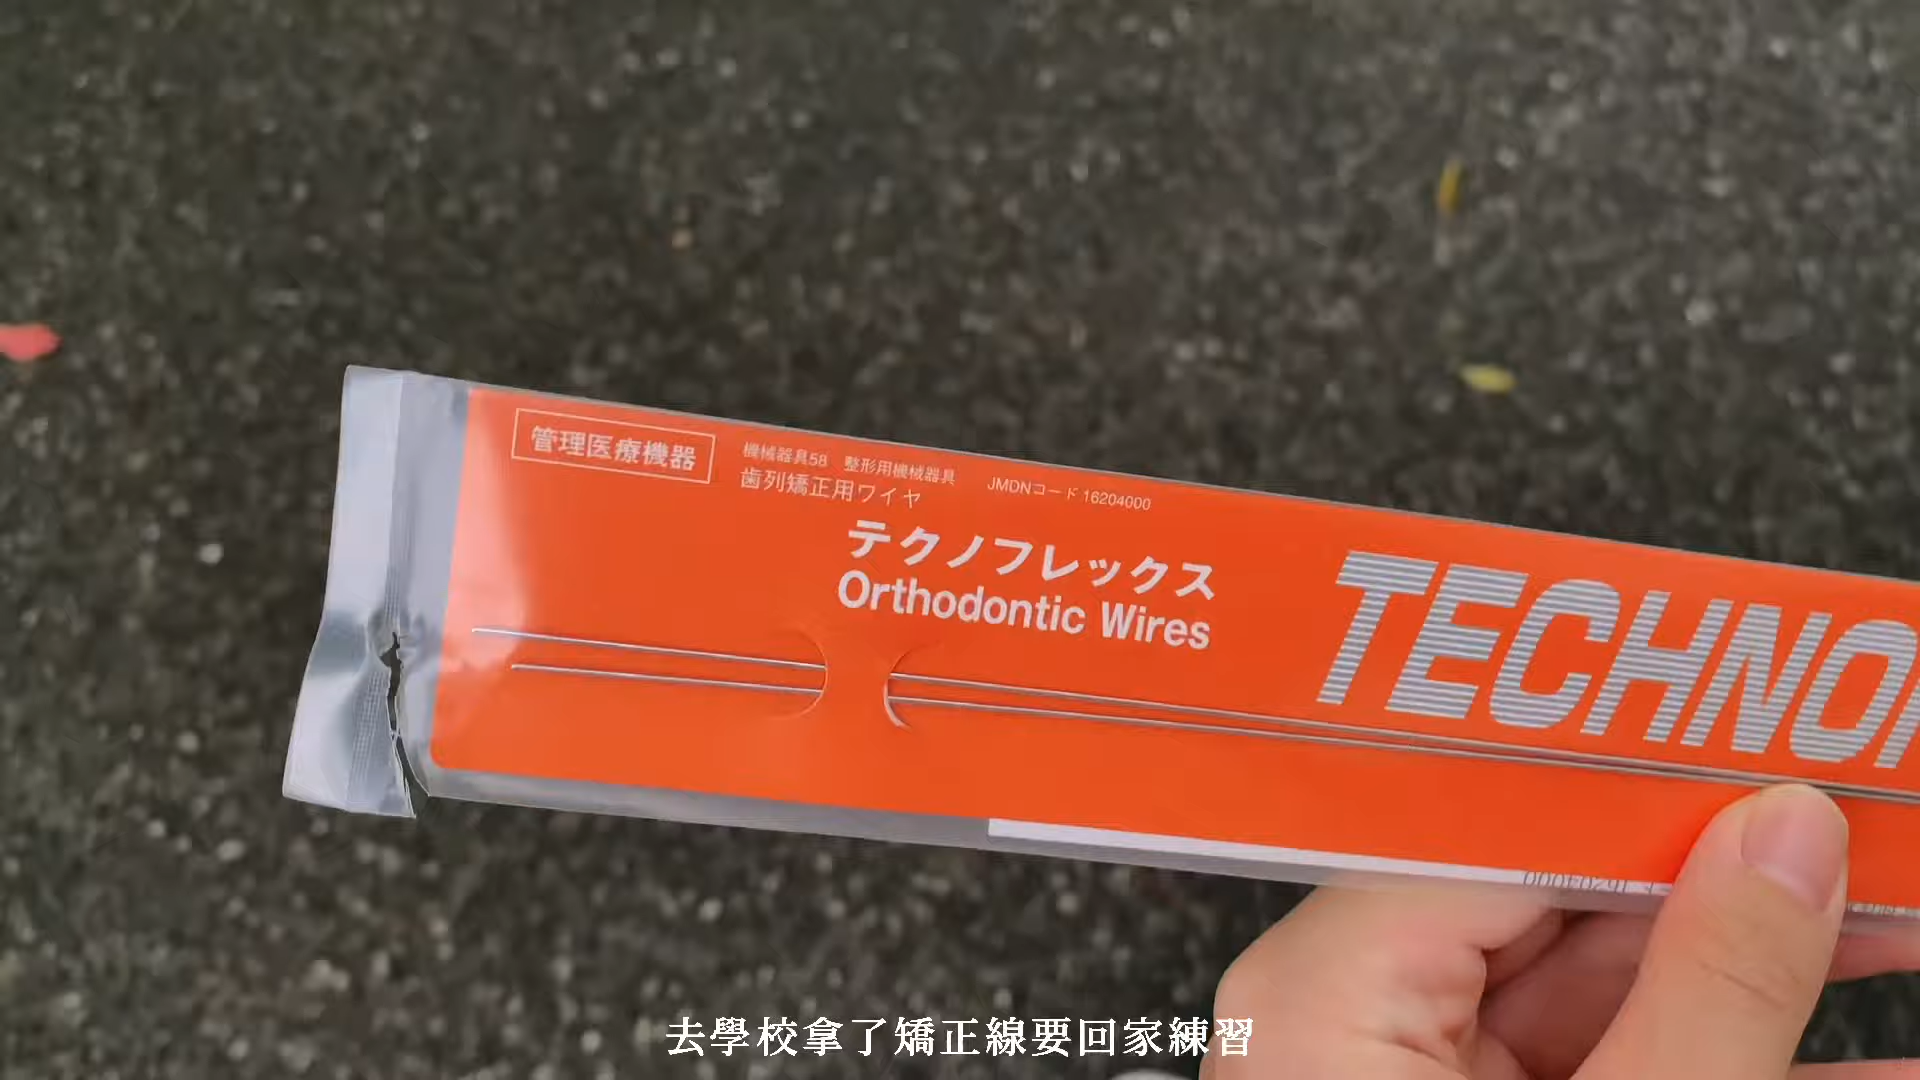 管理医療機器
機械器具58 整形用機械器具 JMDNコード 16204000
歯列矯正用ワイヤ
テクノフレックス
Orthodontic Wires
TECHNO
去學校拿了矯正線要回家練習